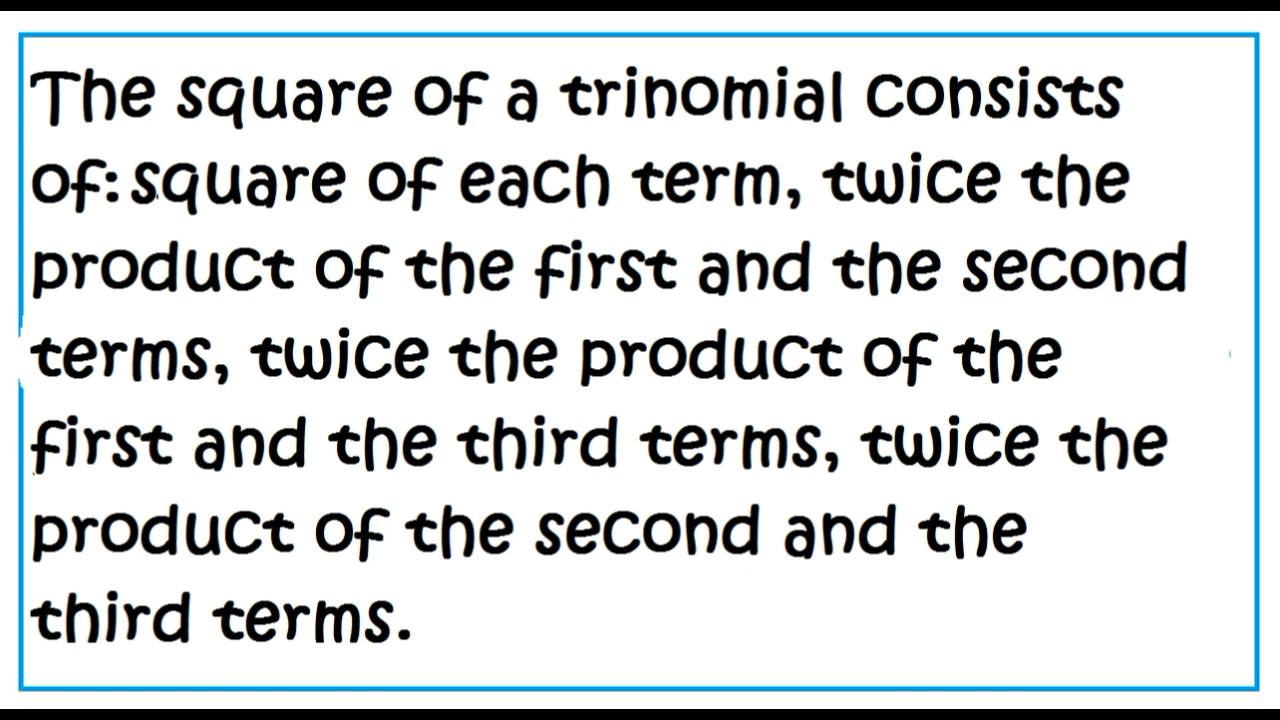 The square of a trinomial consists
of: square of each term, twice the
product of the first and the second
terms, twice the product of the
first and the third terms, twice the
product of the second and the
third terms.